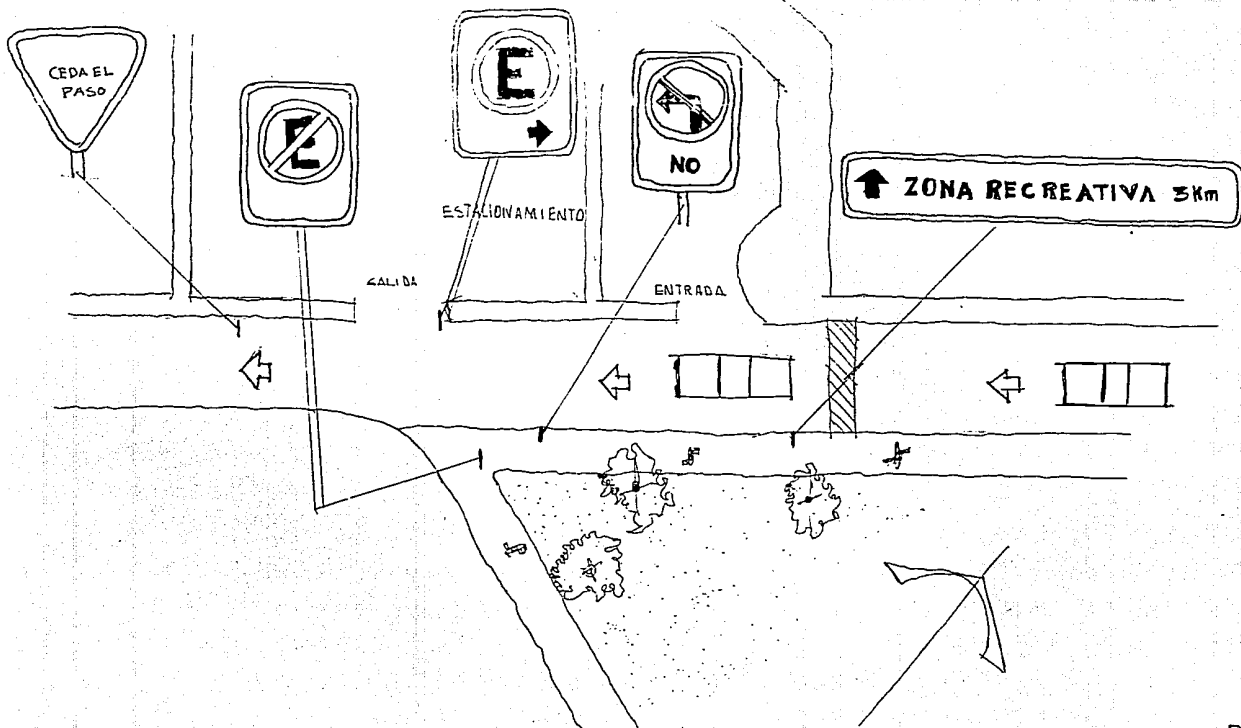 CEDA EL
PASO
E
E
NO
ZONA RECREATIVA 3Km
ESTACIONAMIENTO
SALIDA
ENTRADA